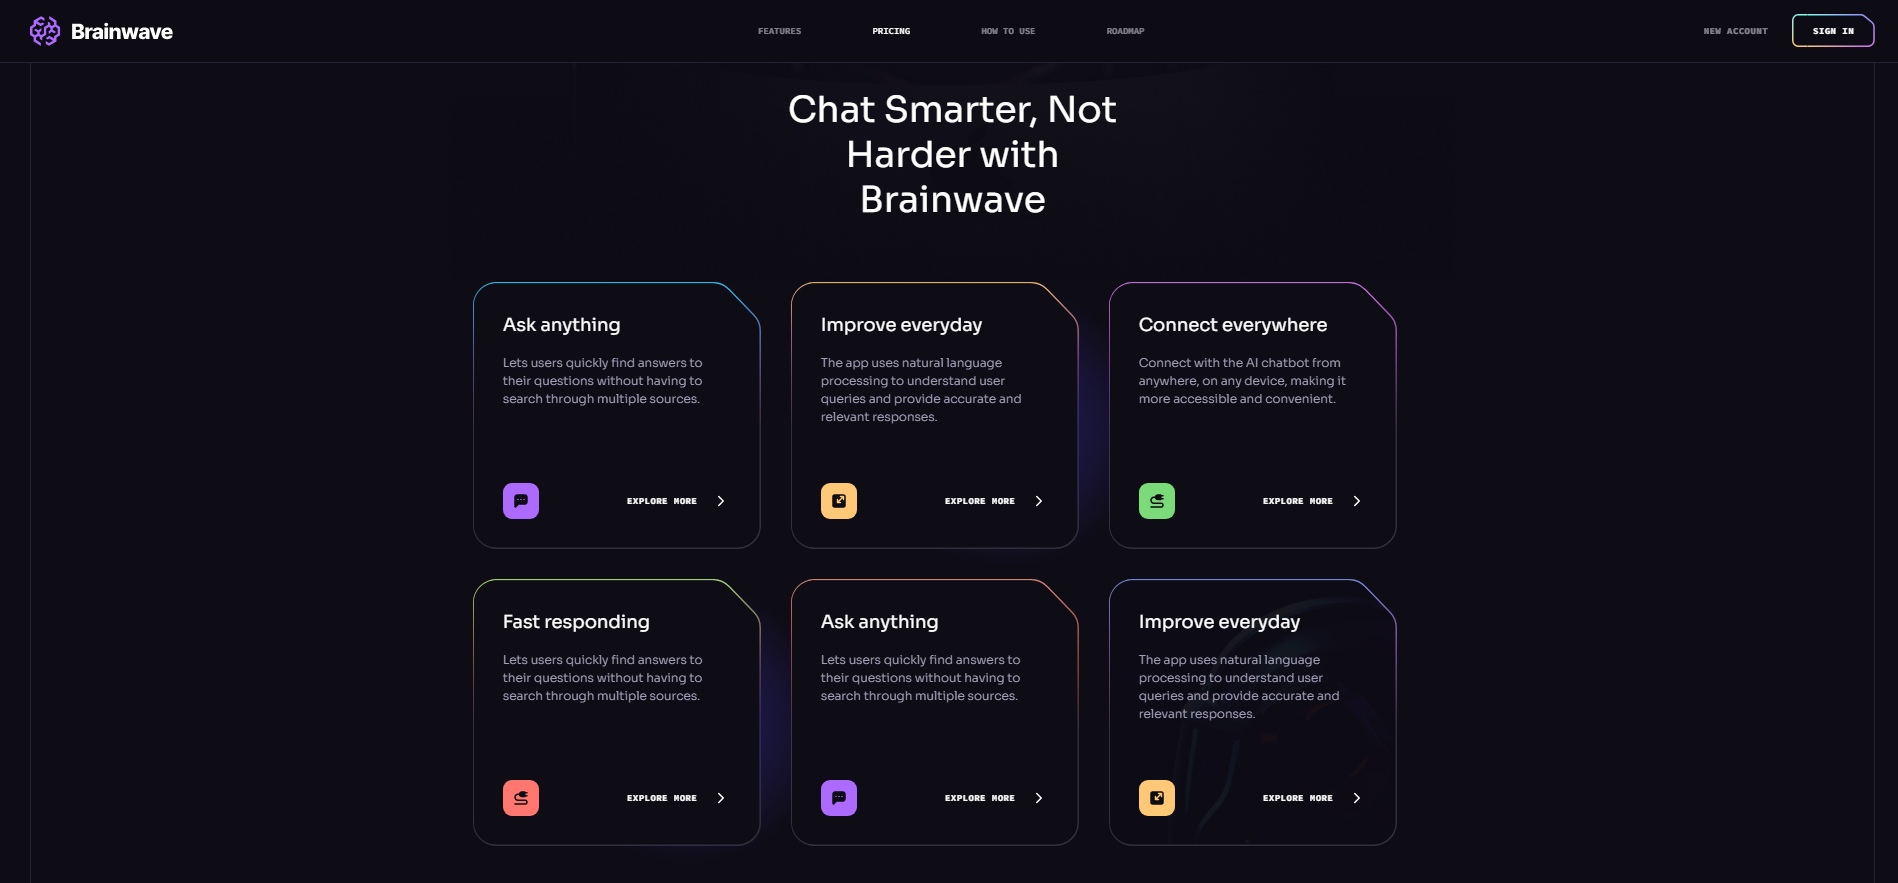 Brainwave
FEATURES
PRICING
HOW TO USE
ROADMAP
NEW ACCOUNT
SIGN IN
Chat Smarter, Not
Harder with
Brainwave
Ask anything
Lets users quickly find answers to
their questions without having to
search through multiple sources.
EXPLORE MORE
Improve everyday
The app uses natural language
processing to understand user
queries and provide accurate and
relevant responses.
EXPLORE MORE
Connect everywhere
Connect with the AI chatbot from
anywhere, on any device, making it
more accessible and convenient.
EXPLORE MORE
Fast responding
Lets users quickly find answers to
their questions without having to
search through multiple sources.
EXPLORE MORE
Ask anything
Lets users quickly find answers to
their questions without having to
search through multiple sources.
EXPLORE MORE
Improve everyday
The app uses natural language
processing to understand user
queries and provide accurate and
relevant responses.
EXPLORE MORE